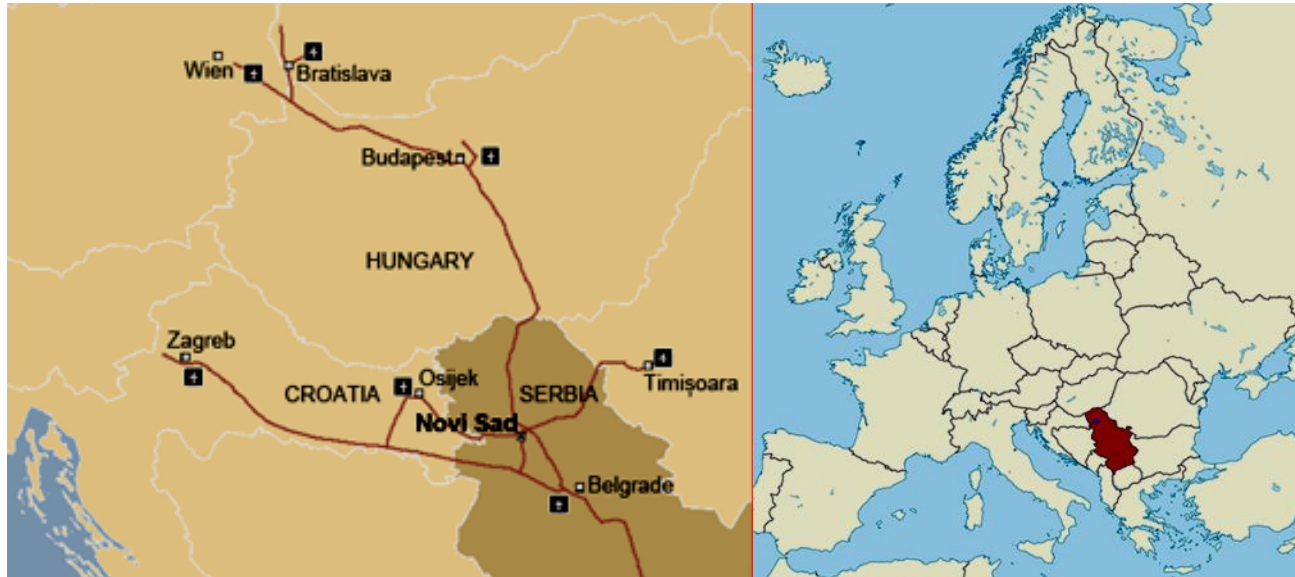 Wien
Bratislava
Budapest
HUNGARY
Zagreb
CROATIA
Osijek
SERBIA
Timișoara
Novi Sad
Belgrade